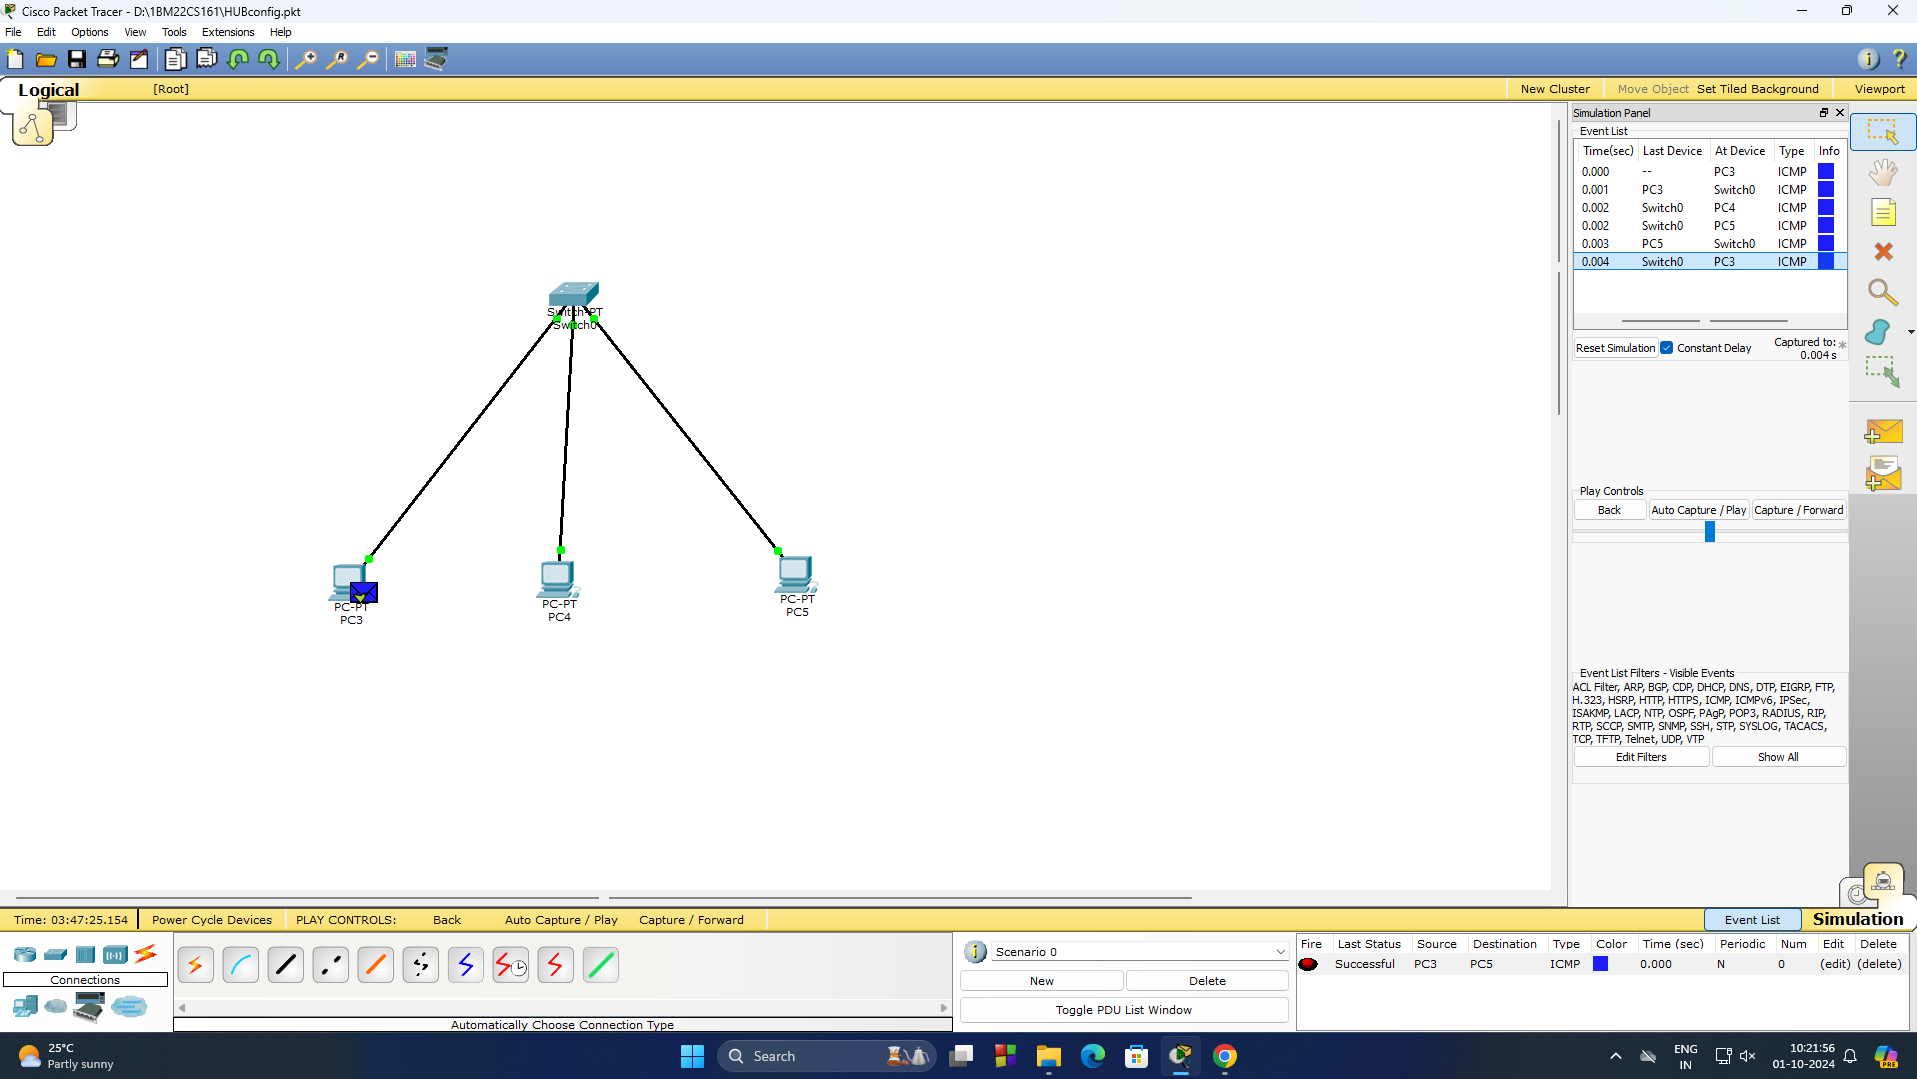 Cisco Packet Tracer - D:\1BM22CS161\HUBconfig.pkt
File Edit Options View Tools Extensions Help
Logical [Root] New Cluster Move Object Set Tiled Background Viewport
Simulation Panel
Event List
Time(sec) Last Device At Device Type Info
0.000 -- PC3 ICMP
0.001 PC3 Switch0 ICMP
0.002 Switch0 PC4 ICMP
0.002 Switch0 PC5 ICMP
0.003 PC5 Switch0 ICMP
0.004 Switch0 PC3 ICMP
Reset Simulation Constant Delay Captured to: *
0.004 s
Switch-PT
Switch0
PC-PT
PC3
PC-PT
PC4
PC-PT
PC5
Play Controls
Back Auto Capture / Play Capture / Forward
Event List Filters - Visible Events
ACL Filter, ARP, BGP, CDP, DHCP, DNS, DTP, EIGRP, FTP,
H.323, HSRP, HTTP, HTTPS, ICMP, ICMPv6, IPSec,
ISAKMP, LACP, NTP, OSPF, PAgP, POP3, RADIUS, RIP,
RTP, SCCP, SMTP, SNMP, SSH, STP, SYSLOG, TACACS,
TCP, TFTP, Telnet, UDP, VTP
Edit Filters Show All
Time: 03:47:25.154 Power Cycle Devices PLAY CONTROLS: Back Auto Capture / Play Capture / Forward Event List Simulation
Connections
Automatically Choose Connection Type
Scenario 0
New Delete
Toggle PDU List Window
Fire Last Status Source Destination Type Color Time (sec) Periodic Num Edit Delete
Successful PC3 PC5 ICMP 0.000 N 0 (edit) (delete)
25°C
Partly sunny
Search
ENG
IN
10:21:56
01-10-2024
PRE